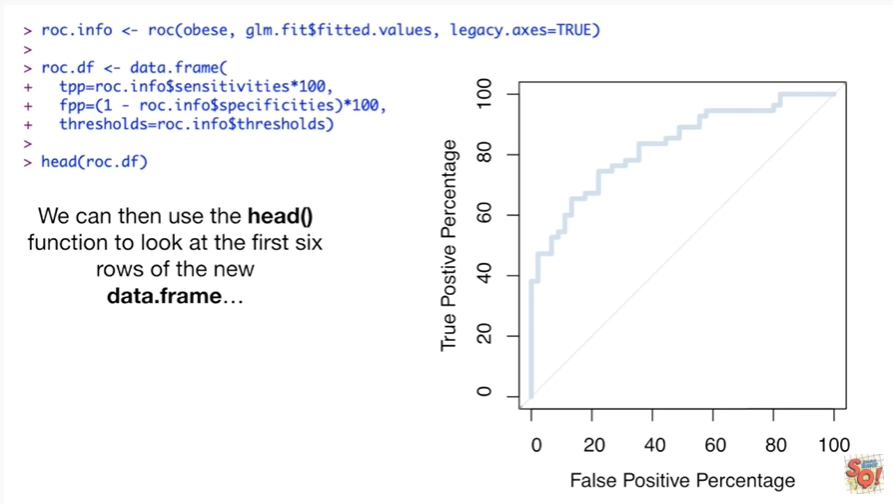 > roc.info <- roc(obese, glm.fit$fitted.values, legacy.axes=TRUE)
>
> roc.df <- data.frame(
+ tpp=roc.info$sensitivities*100,
+ fpp=(1 - roc.info$specificities)*100,
+ thresholds=roc.info$thresholds)
>
> head(roc.df)
We can then use the head()
function to look at the first six
rows of the new
data.frame…
True Postive Percentage
100
80
60
40
20
0
0 20 40 60 80 100
False Positive Percentage
SQ!